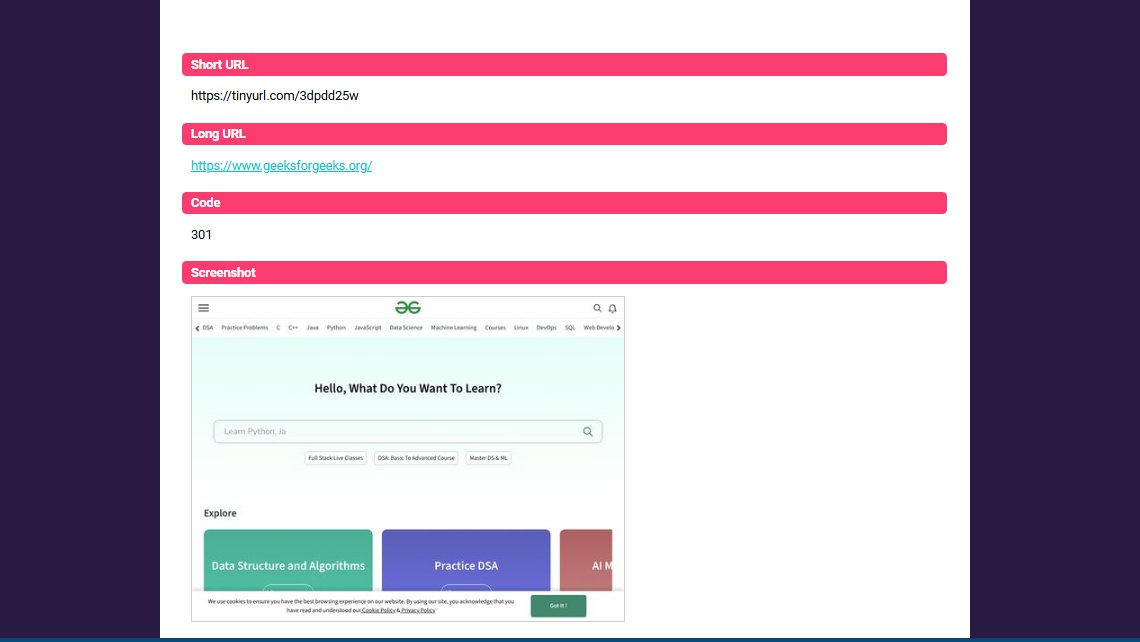 Short URL
https://tinyurl.com/3dpdd25w
Long URL
https://www.geeksforgeeks.org/
Code
301
Screenshot
DSA Practice Problems C C++ Java Python JavaScript Data Science Machine Learning Courses Linux DevOps SQL Web Develo
Hello, What Do You Want To Learn?
Learn Python, Ja
Full Stack Live Classes DSA: Basic To Advanced Course Master DS & ML
Explore
Data Structure and Algorithms Practice DSA AI M
We use cookies to ensure you have the best browsing experience on our website. By using our site, you acknowledge that you
have read and understood our Cookie Policy & Privacy Policy
Got It !